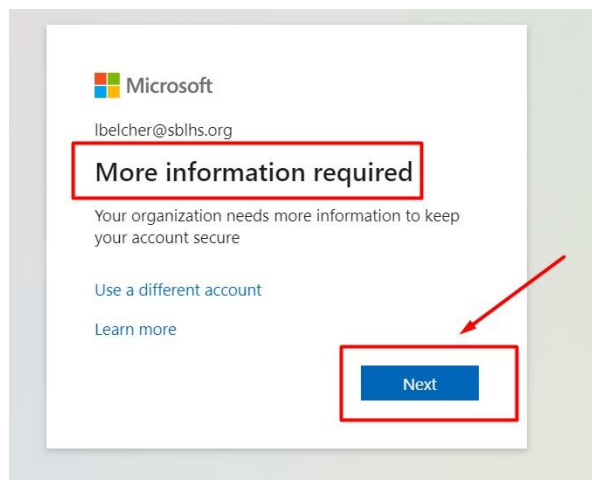 Microsoft
lbelcher@sblhs.org
More information required
Your organization needs more information to keep
your account secure
Use a different account
Learn more
Next